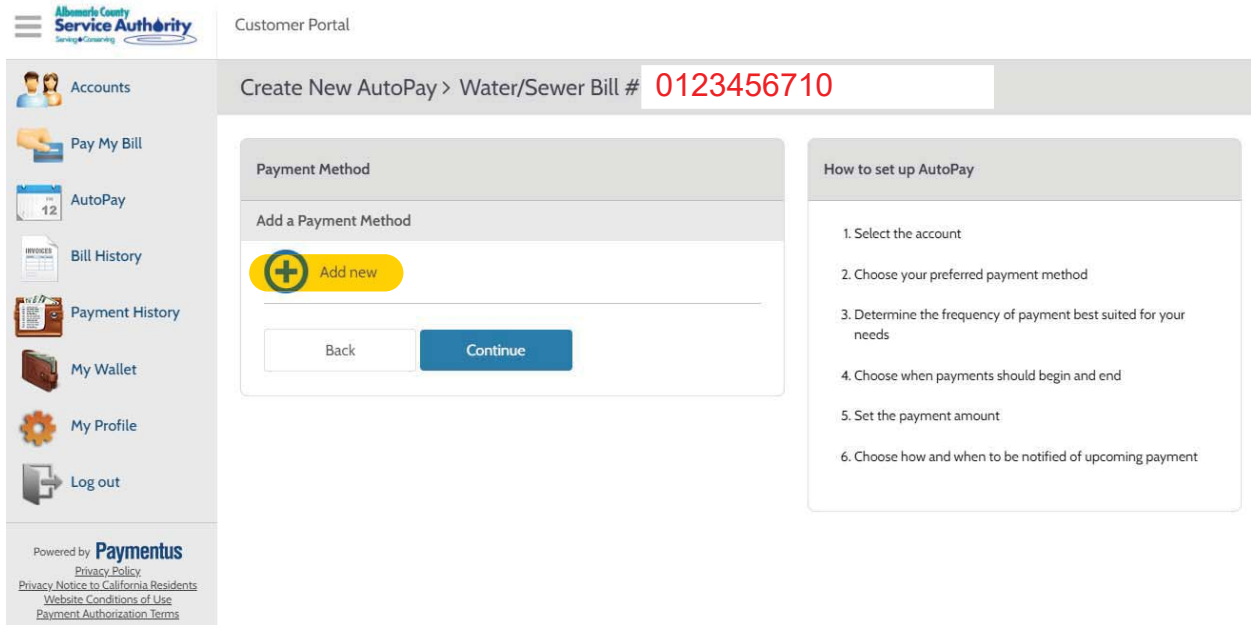 Albemarle County
Service Authority
Serving Conserving
Customer Portal
Accounts
Pay My Bill
AutoPay
12
Bill History
INVOICES
Payment History
My Wallet
My Profile
Log out
Powered by Paymentus
Privacy Policy
Privacy Notice to California Residents
Website Conditions of Use
Payment Authorization Terms
Create New AutoPay > Water/Sewer Bill # 0123456710
Payment Method
Add a Payment Method
Add new
Back
Continue
How to set up AutoPay
1. Select the account
2. Choose your preferred payment method
3. Determine the frequency of payment best suited for your
needs
4. Choose when payments should begin and end
5. Set the payment amount
6. Choose how and when to be notified of upcoming payment